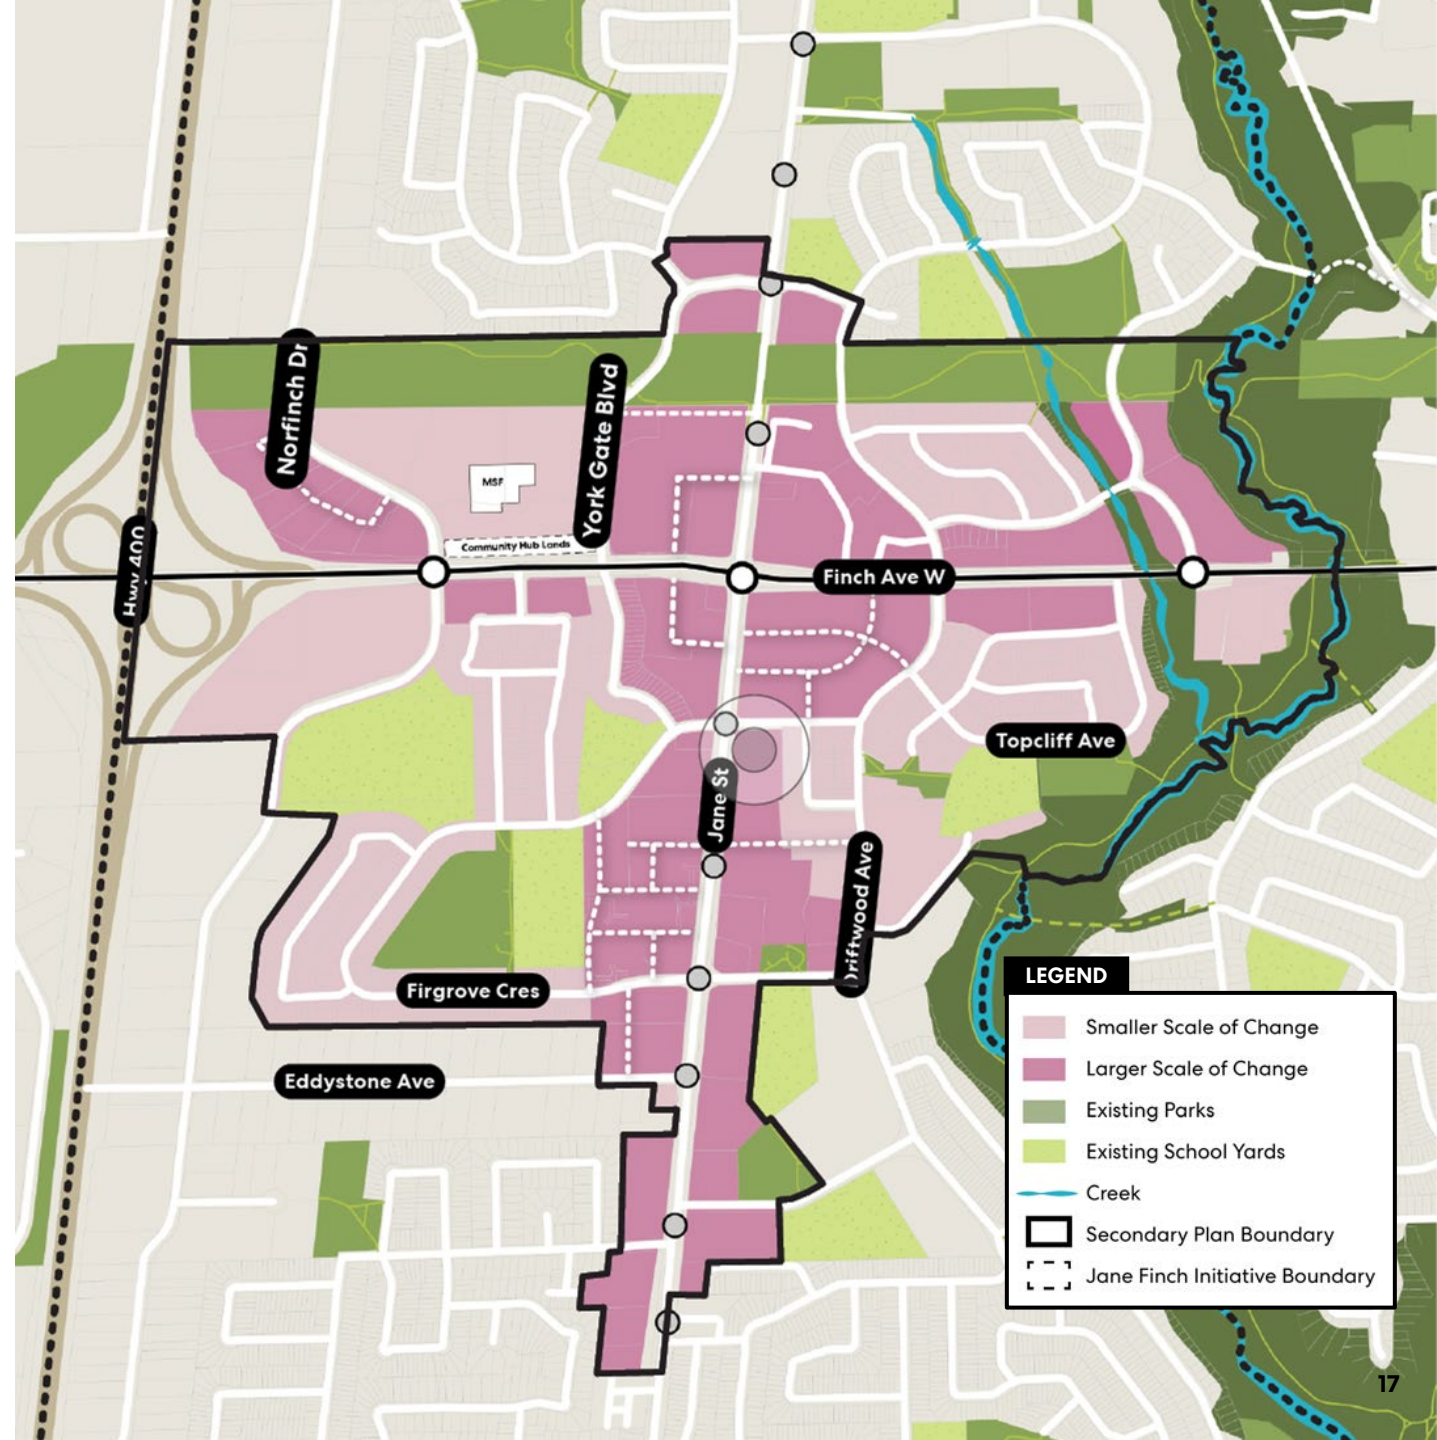 Norfinch Dr
York Gate Blvd
MSF
Community Hub Lands
Hwy 400
Finch Ave W
Topcliff Ave
Jane St
Driftwood Ave
Firgrove Cres
Eddystone Ave
LEGEND
Smaller Scale of Change
Larger Scale of Change
Existing Parks
Existing School Yards
Creek
Secondary Plan Boundary
Jane Finch Initiative Boundary
17